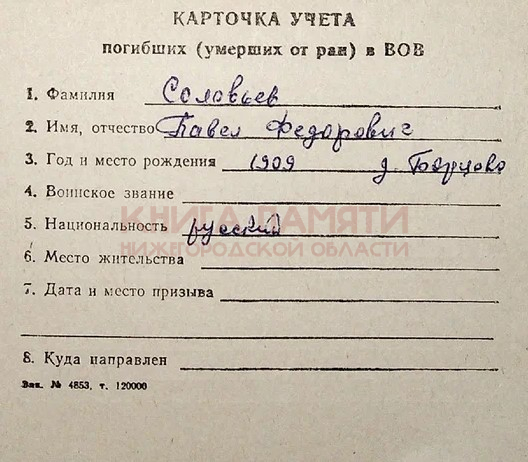 КАРТОЧКА УЧЕТА
погибших (умерших от ран) в ВОВ
1. Фамилия Соловьев
2. Имя, отчество Павел Федорович
3. Год и место рождения 1909 д. Борцово
4. Воинское звание
5. Национальность русский
КНИГА ПАМЯТИ
НИЖЕГОРОДСКОЙ ОБЛАСТИ
6. Место жительства
7. Дата и место призыва
8. Куда направлен
Зак. № 4853, т. 120000